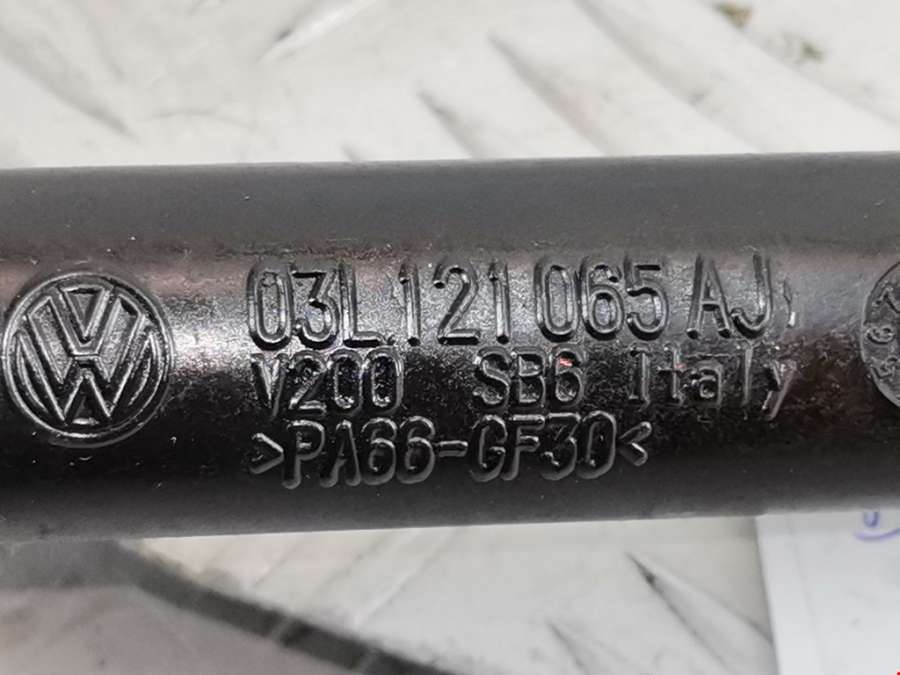 03L.121 065 AJ
V200 SB6 Italy
>PA66-GF30<